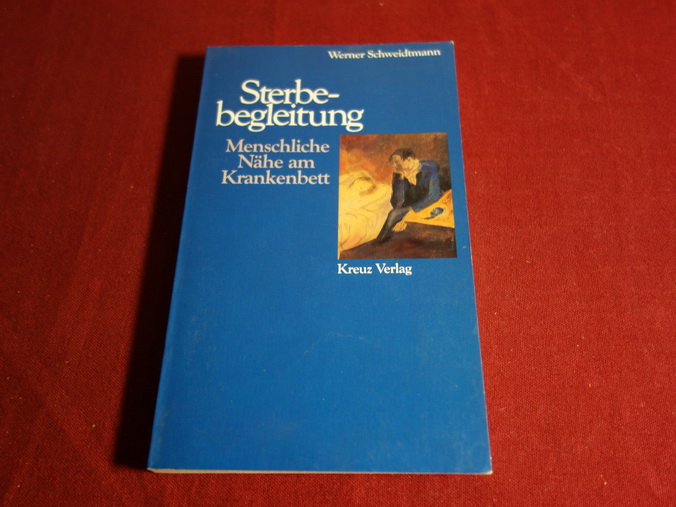 Werner Schweidtmann
Sterbe-
begleitung
Menschliche
Nähe am
Krankenbett
Kreuz Verlag